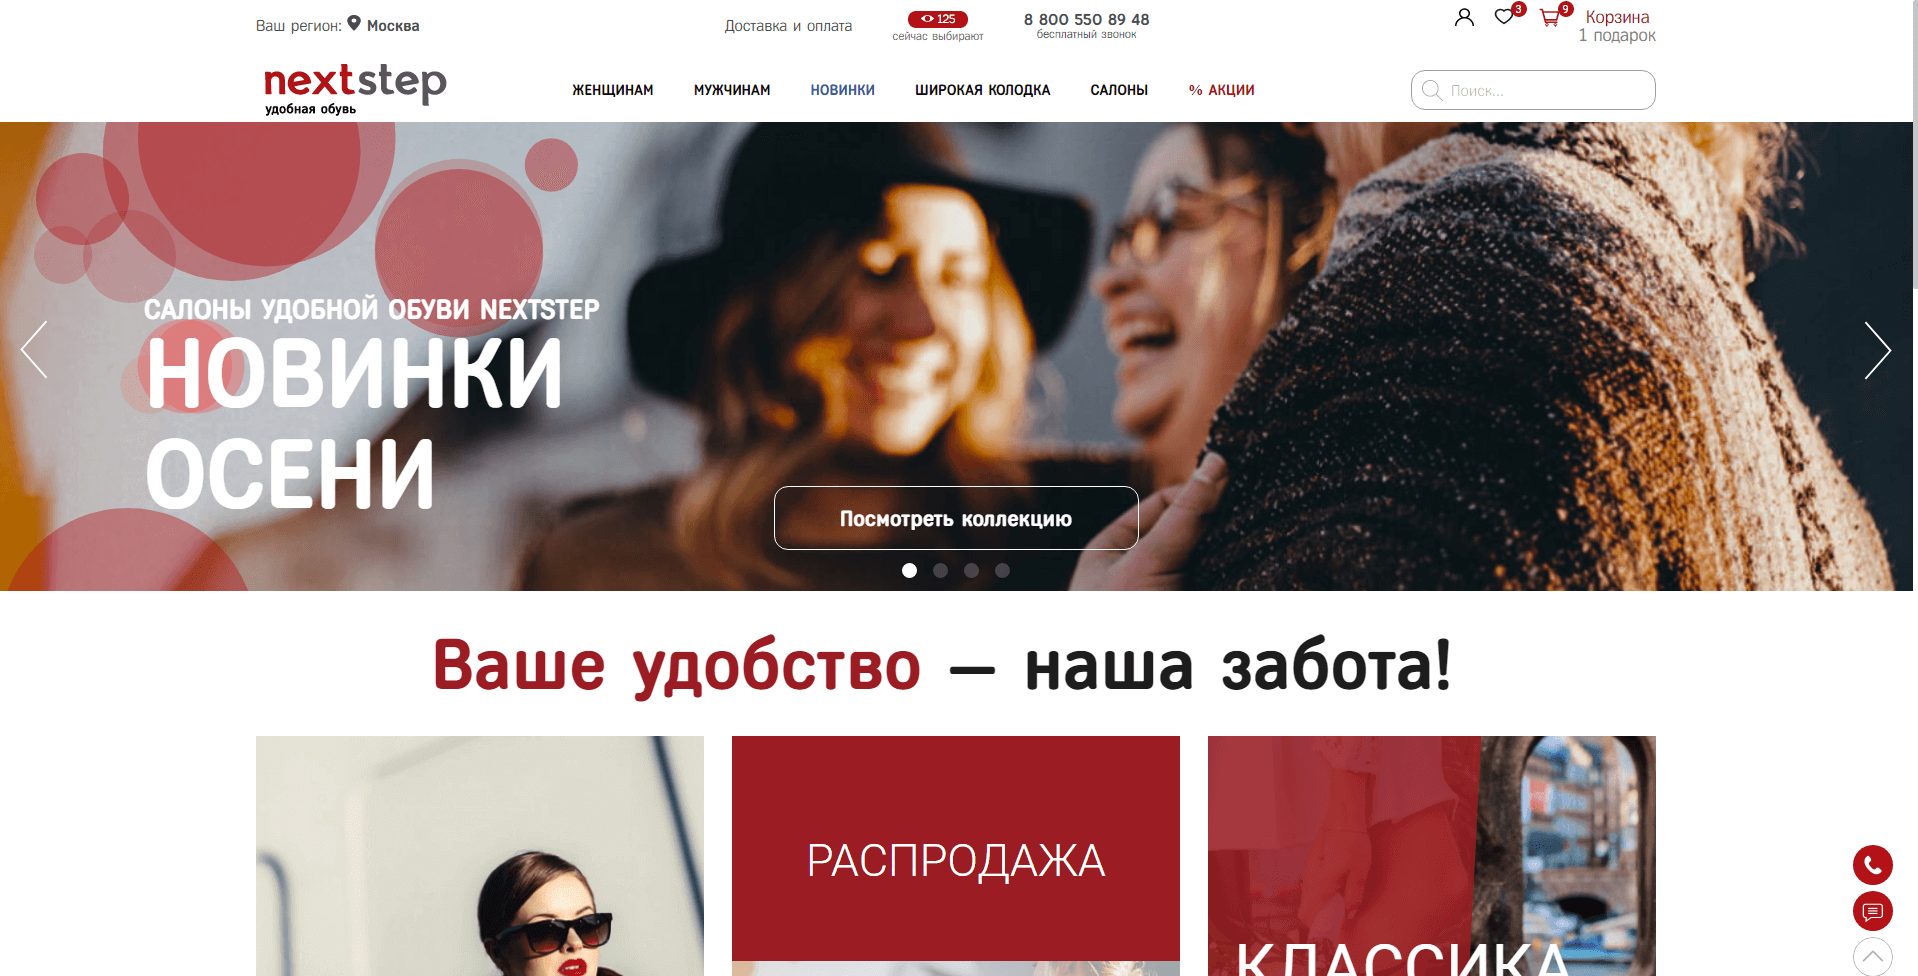 Ваш регион: Москва
Доставка и оплата
125
сейчас выбирают
8 800 550 89 48
бесплатный звонок
3
9
Корзина
1 подарок
nextstep
удобная обувь
ЖЕНЩИНАМ
МУЖЧИНАМ
НОВИНКИ
ШИРОКАЯ КОЛОДКА
САЛОНЫ
% АКЦИИ
Поиск...
САЛОНЫ УДОБНОЙ ОБУВИ NEXTSTEP
НОВИНКИ
ОСЕНИ
Посмотреть коллекцию
Ваше удобство — наша забота!
РАСПРОДАЖА
КЛАССИКА